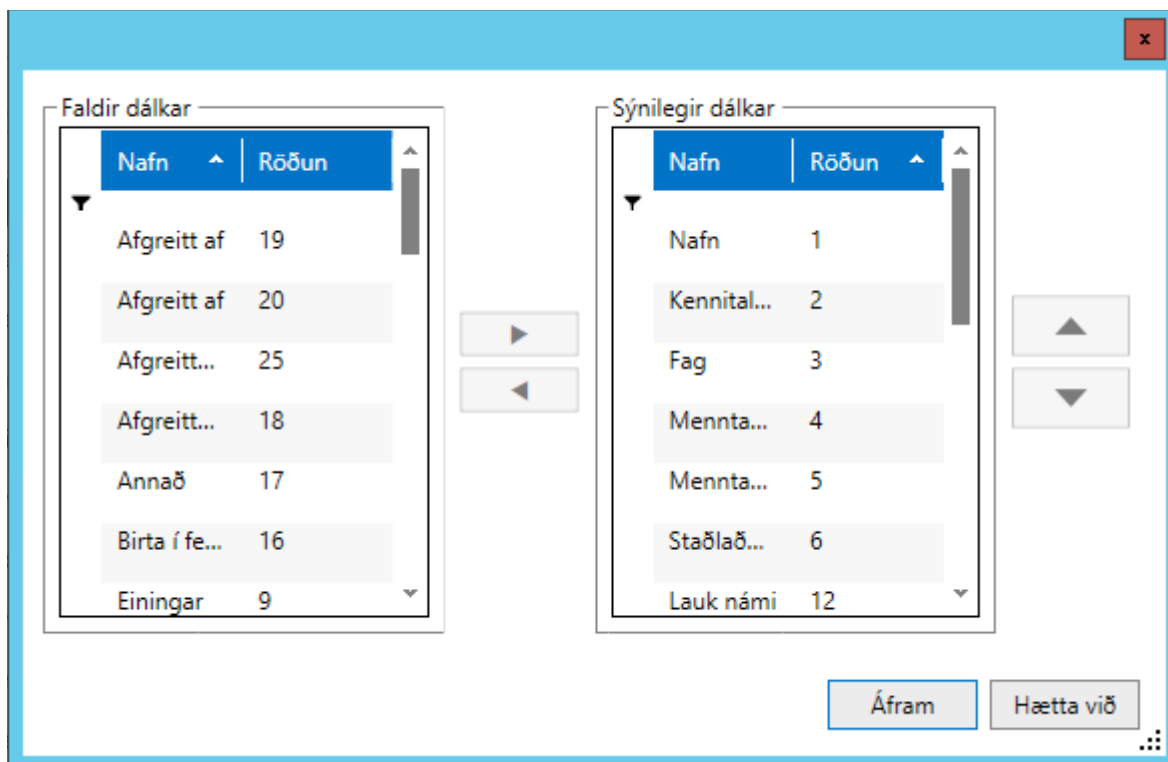 x
Faldir dálkar
Nafn Röðun
Afgreitt af 19
Afgreitt af 20
Afgreitt... 25
Afgreitt... 18
Annað 17
Birta í fe... 16
Einingar 9
Sýnilegir dálkar
Nafn Röðun
Nafn 1
Kennital... 2
Fag 3
Mennta... 4
Mennta... 5
Staðlað... 6
Lauk námi 12
Áfram Hætta við